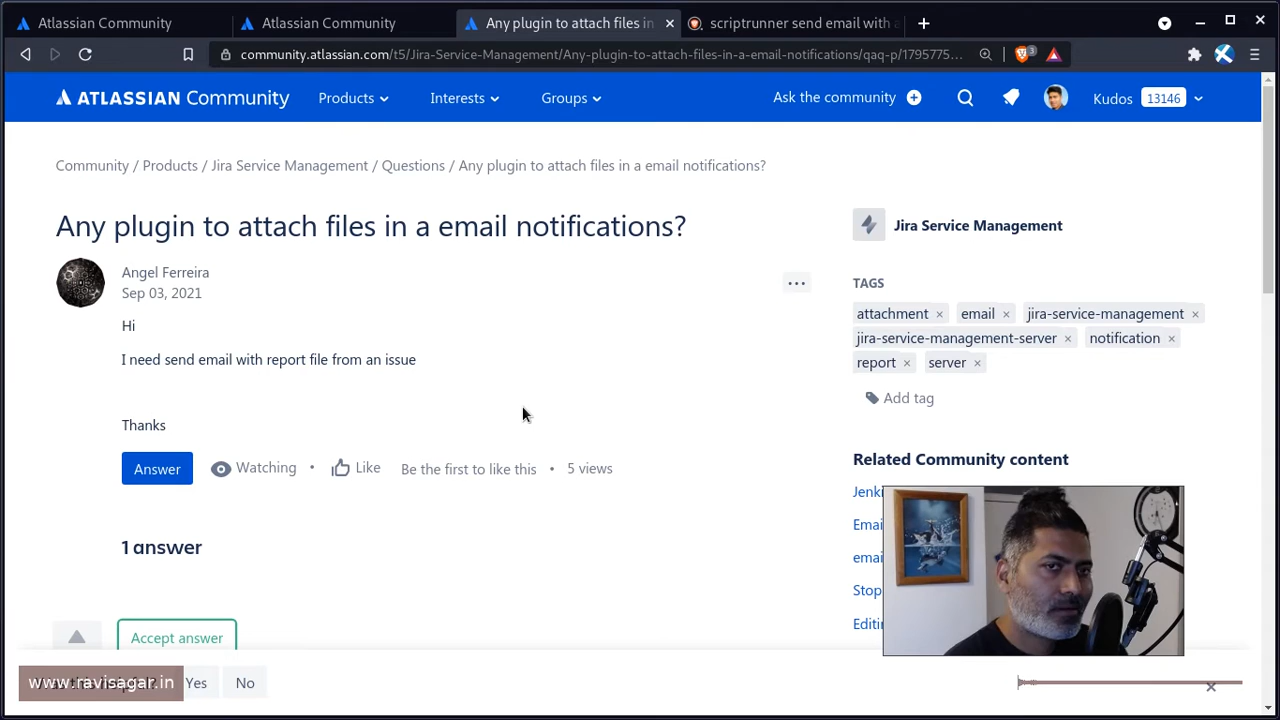 Atlassian Community
Atlassian Community
Any plugin to attach files in
scriptrunner send email with a
community.atlassian.com/t5/Jira-Service-Management/Any-plugin-to-attach-files-in-a-email-notifications/qaq-p/1795775...
3
ATLASSIAN Community
Products
Interests
Groups
Ask the community
Kudos 13146
Community / Products / Jira Service Management / Questions / Any plugin to attach files in a email notifications?
Any plugin to attach files in a email notifications?
Angel Ferreira
Sep 03, 2021
Hi
I need send email with report file from an issue
Thanks
Answer Watching • Like Be the first to like this • 5 views
1 answer
Accept answer
Jira Service Management
TAGS
attachment × email × jira-service-management ×
jira-service-management-server × notification ×
report × server ×
Add tag
Related Community content
Jenki
Emai
emai
Stop
Editi
www.ravisagar.in
Yes No